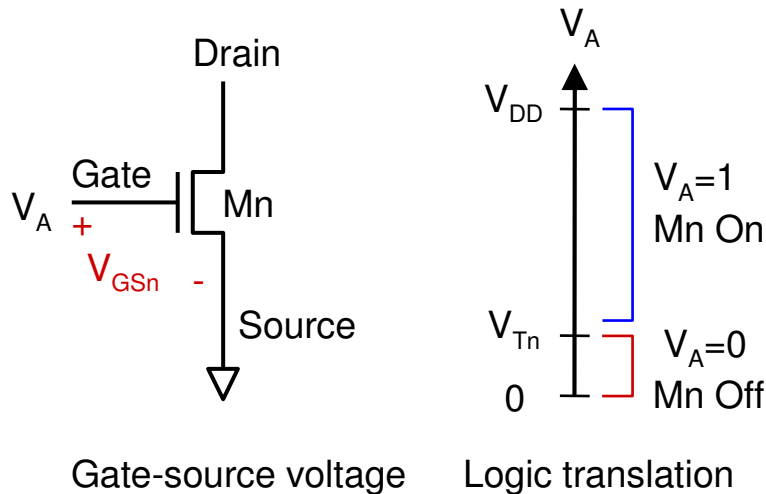 Drain
Gate
V_A
Mn
+
V_GSn
-
Source
Gate-source voltage
V_A
V_DD
V_A=1
Mn On
V_Tn
V_A=0
0
Mn Off
Logic translation